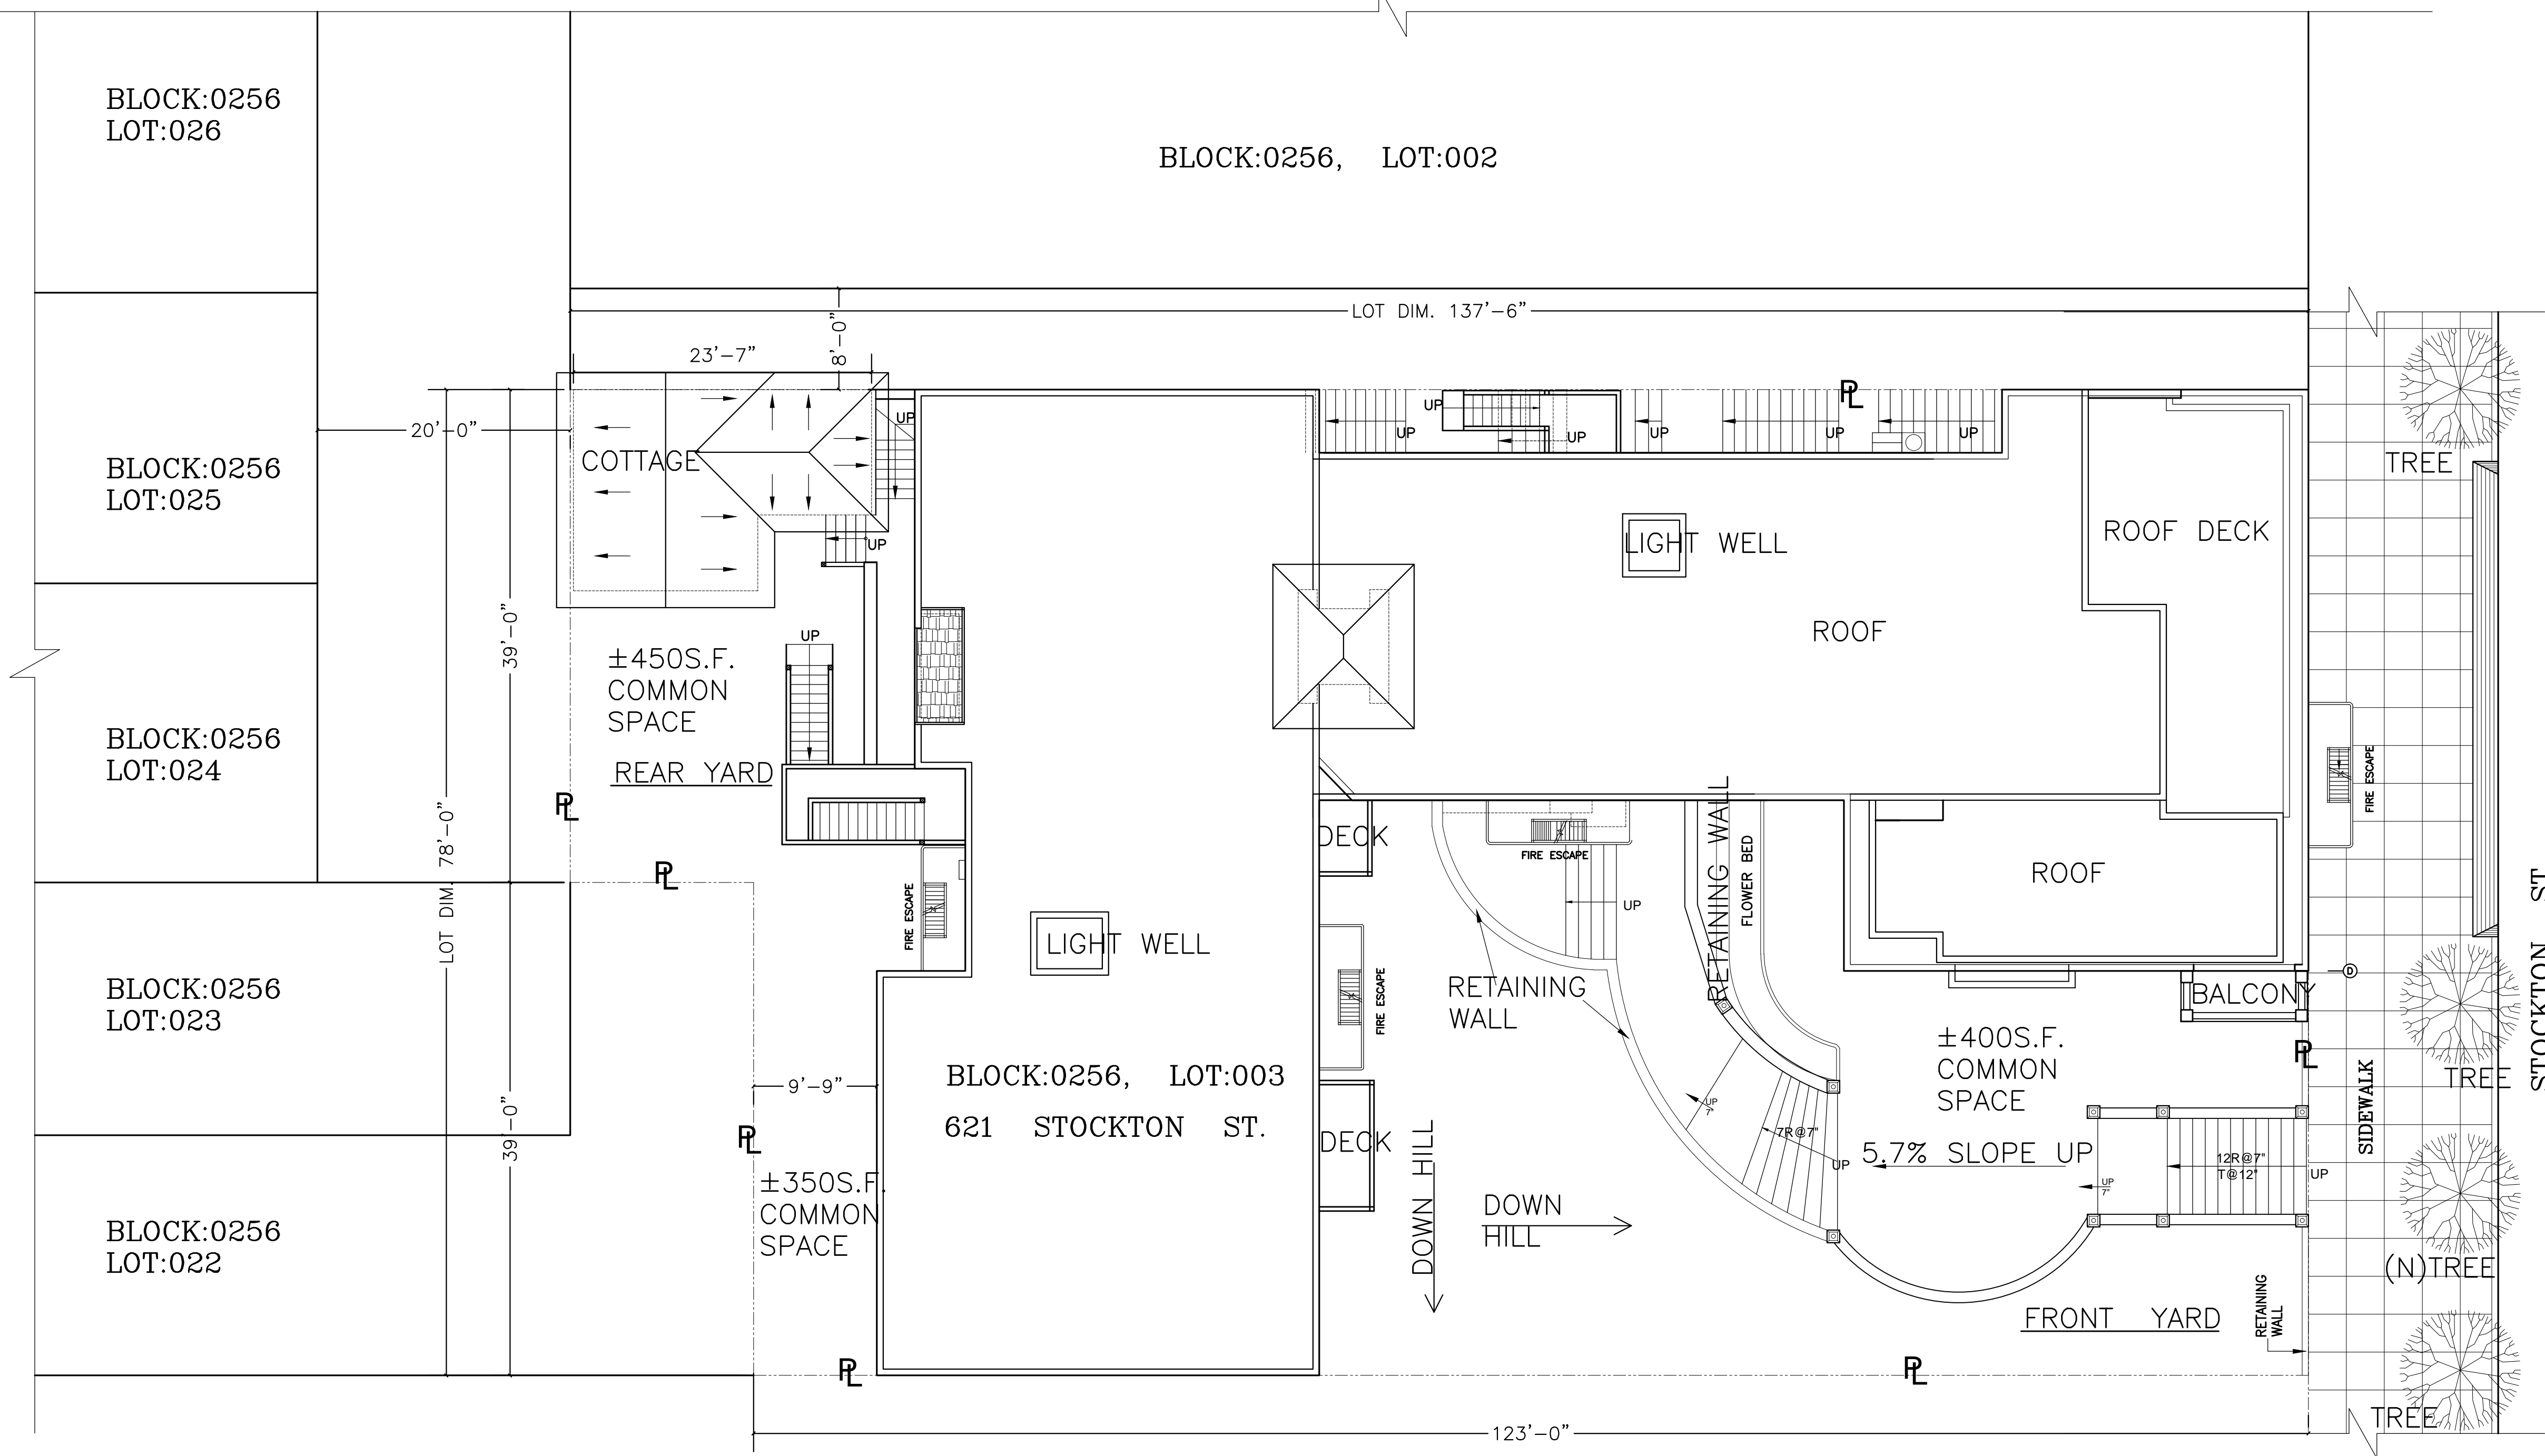 BLOCK:0256
LOT:026
BLOCK:0256, LOT:002
LOT DIM. 137'-6"
8'-0"
23'-7"
20'-0"
COTTAGE
UP
UP
BLOCK:0256
LOT:025
UP
UP
UP
UP
UP
UP
PL
TREE
LIGHT WELL
ROOF DECK
ROOF
39'-0"
±450S.F.
COMMON
SPACE
UP
REAR YARD
BLOCK:0256
LOT:024
PL
PL
LOT DIM. 78'-0"
FIRE ESCAPE
LIGHT WELL
DECK
FIRE ESCAPE
UP
RETAINING WALL
FLOWER BED
ROOF
FIRE ESCAPE
STOCKTON ST
BLOCK:0256
LOT:023
FIRE ESCAPE
RETAINING
WALL
BALCONY
D
±400S.F.
COMMON
SPACE
PL
TREE
SIDEWALK
9'-9"
BLOCK:0256, LOT:003
621 STOCKTON ST.
39'-0"
PL
DECK
UP
7"
7R@7"
UP
5.7% SLOPE UP
12R@7"
T@12"
UP
UP
7"
±350S.F.
COMMON
SPACE
BLOCK:0256
LOT:022
DOWN HILL
DOWN
HILL
(N)TREE
FRONT YARD
RETAINING
WALL
PL
PL
TREE
123'-0"